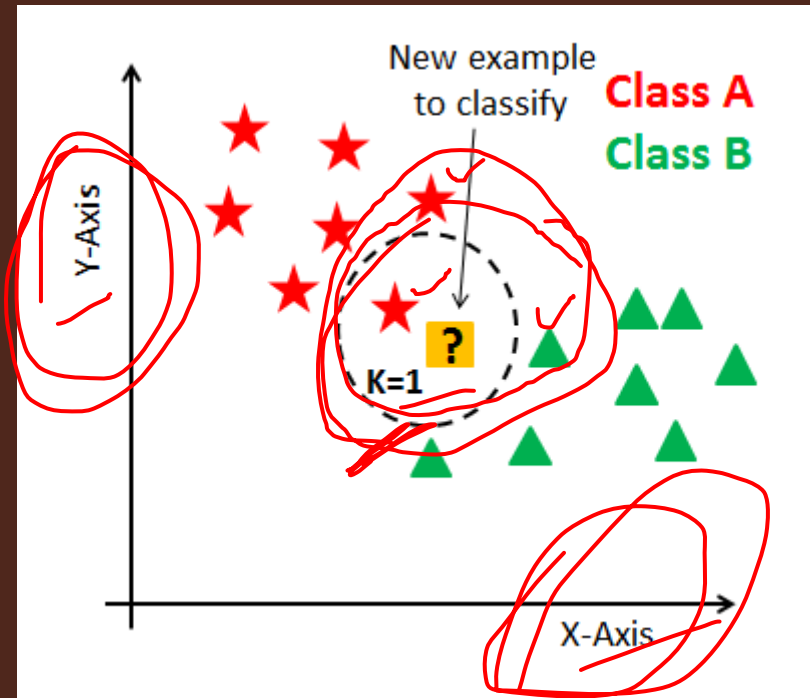 New example
to classify
Class A
Class B
Y-Axis
?
K=1
X-Axis